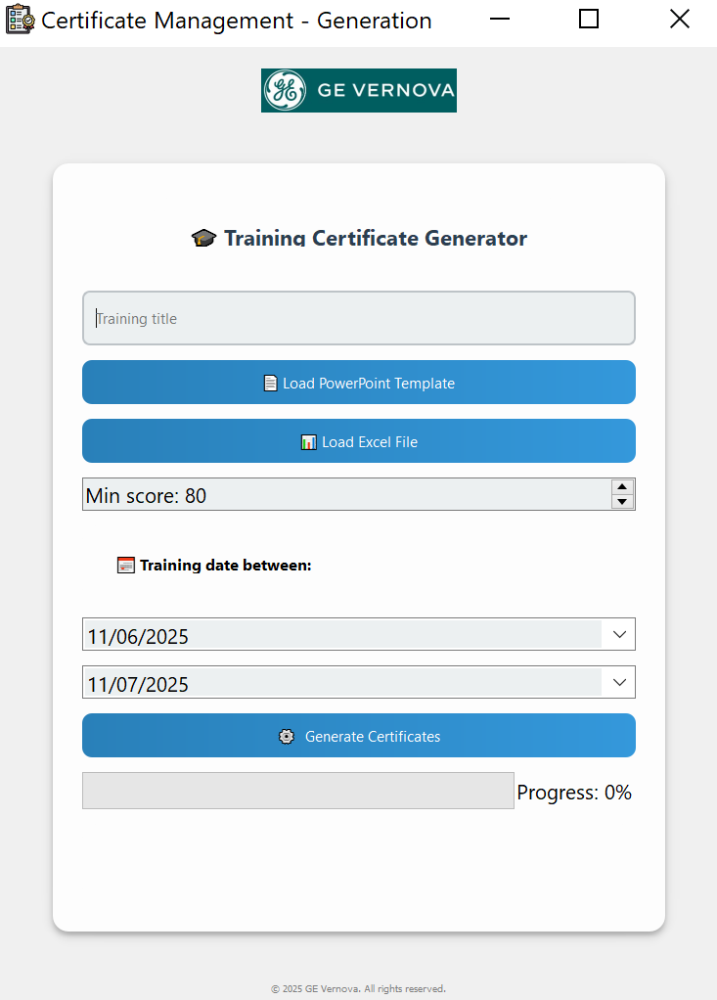 Certificate Management - Generation
GE VERNOVA
Training Certificate Generator
Training title
Load PowerPoint Template
Load Excel File
Min score: 80
Training date between:
11/06/2025
11/07/2025
Generate Certificates
Progress: 0%
© 2025 GE Vernova. All rights reserved.